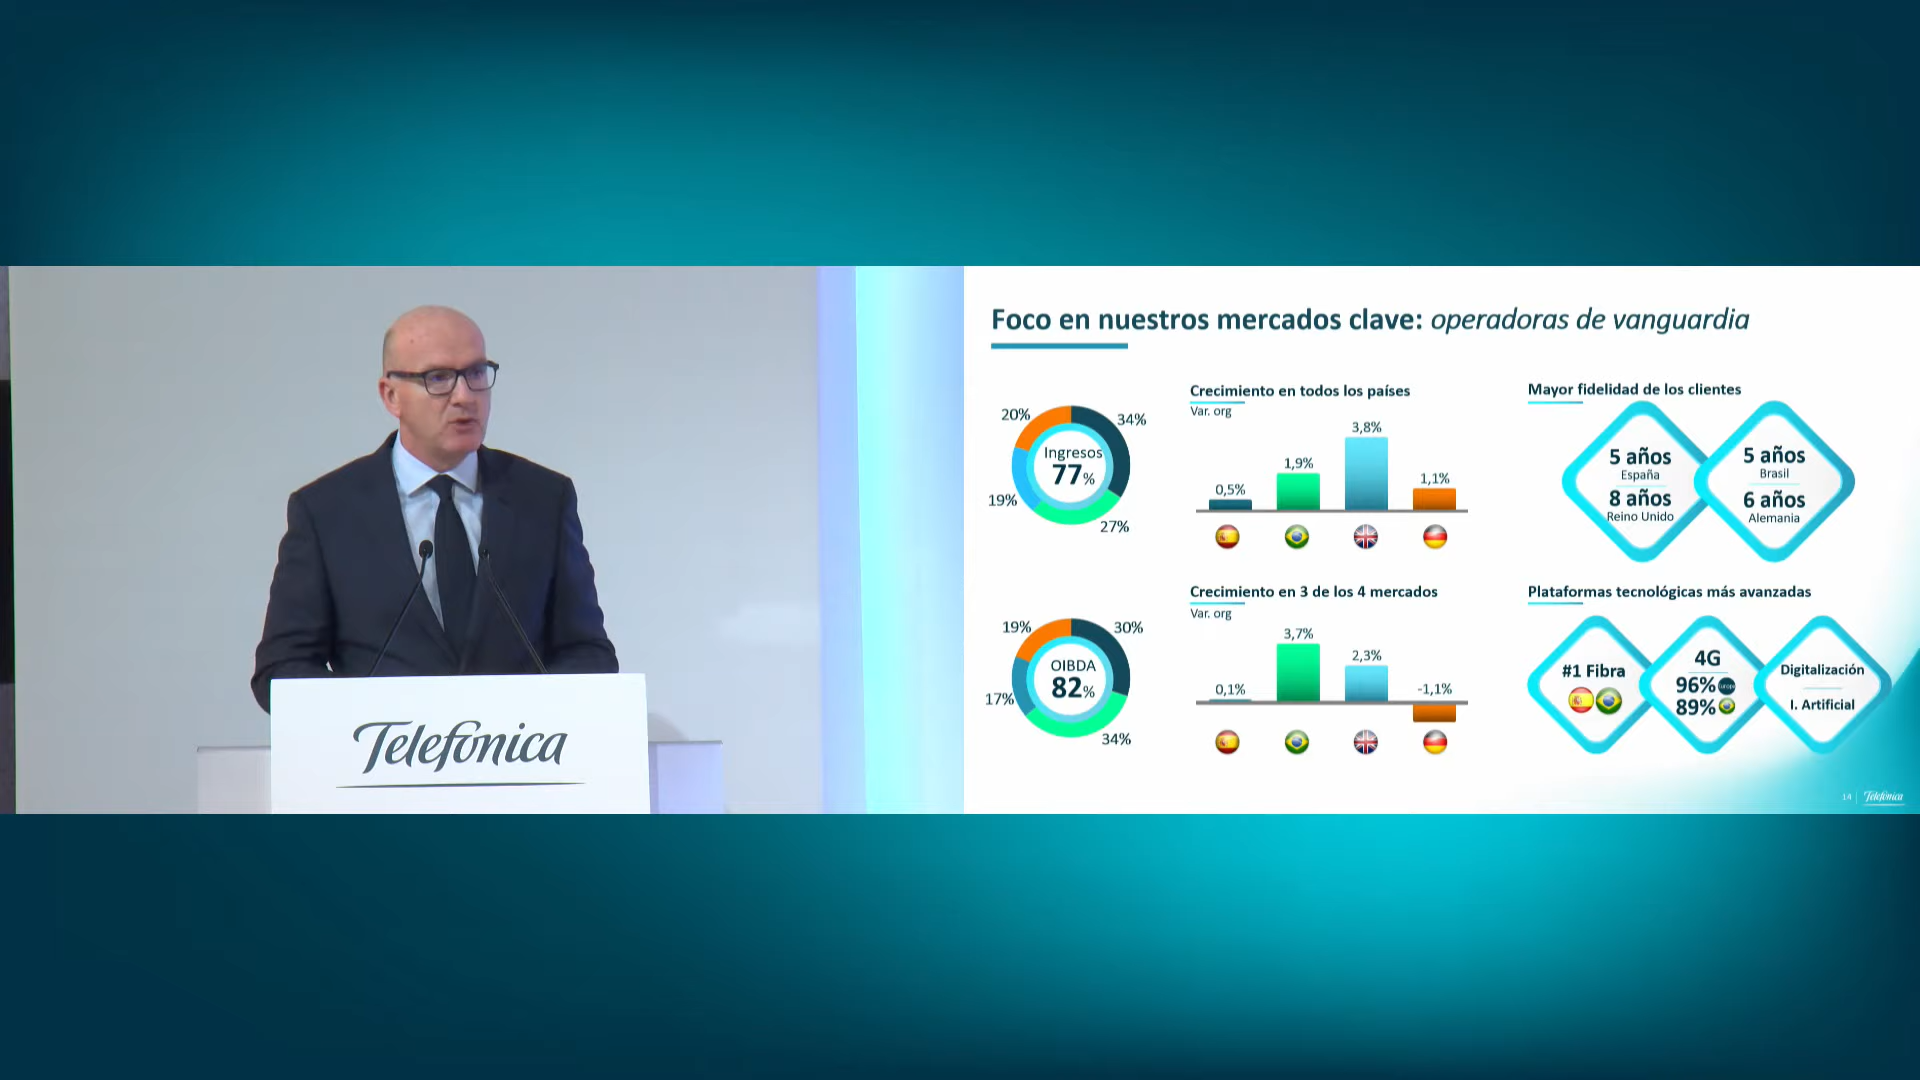 Telefónica
Foco en nuestros mercados clave: operadoras de vanguardia
20%
34%
Ingresos
77%
19%
27%
Crecimiento en todos los países
Var. org
0,5%
1,9%
3,8%
1,1%
Mayor fidelidad de los clientes
5 años
España
8 años
Reino Unido
5 años
Brasil
6 años
Alemania
19%
30%
OIBDA
82%
17%
34%
Crecimiento en 3 de los 4 mercados
Var. org
0,1%
3,7%
2,3%
-1,1%
Plataformas tecnológicas más avanzadas
#1 Fibra
4G
96%
89%
Digitalización
I. Artificial
14
Telefónica